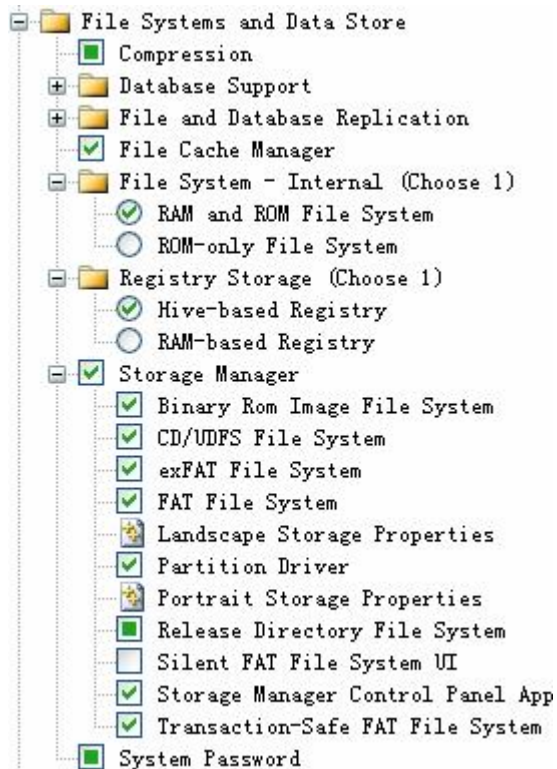 File Systems and Data Store
Compression
Database Support
File and Database Replication
File Cache Manager
File System - Internal (Choose 1)
RAM and ROM File System
ROM-only File System
Registry Storage (Choose 1)
Hive-based Registry
RAM-based Registry
Storage Manager
Binary Rom Image File System
CD/UDFS File System
exFAT File System
FAT File System
Landscape Storage Properties
Partition Driver
Portrait Storage Properties
Release Directory File System
Silent FAT File System UI
Storage Manager Control Panel App
Transaction-Safe FAT File System
System Password